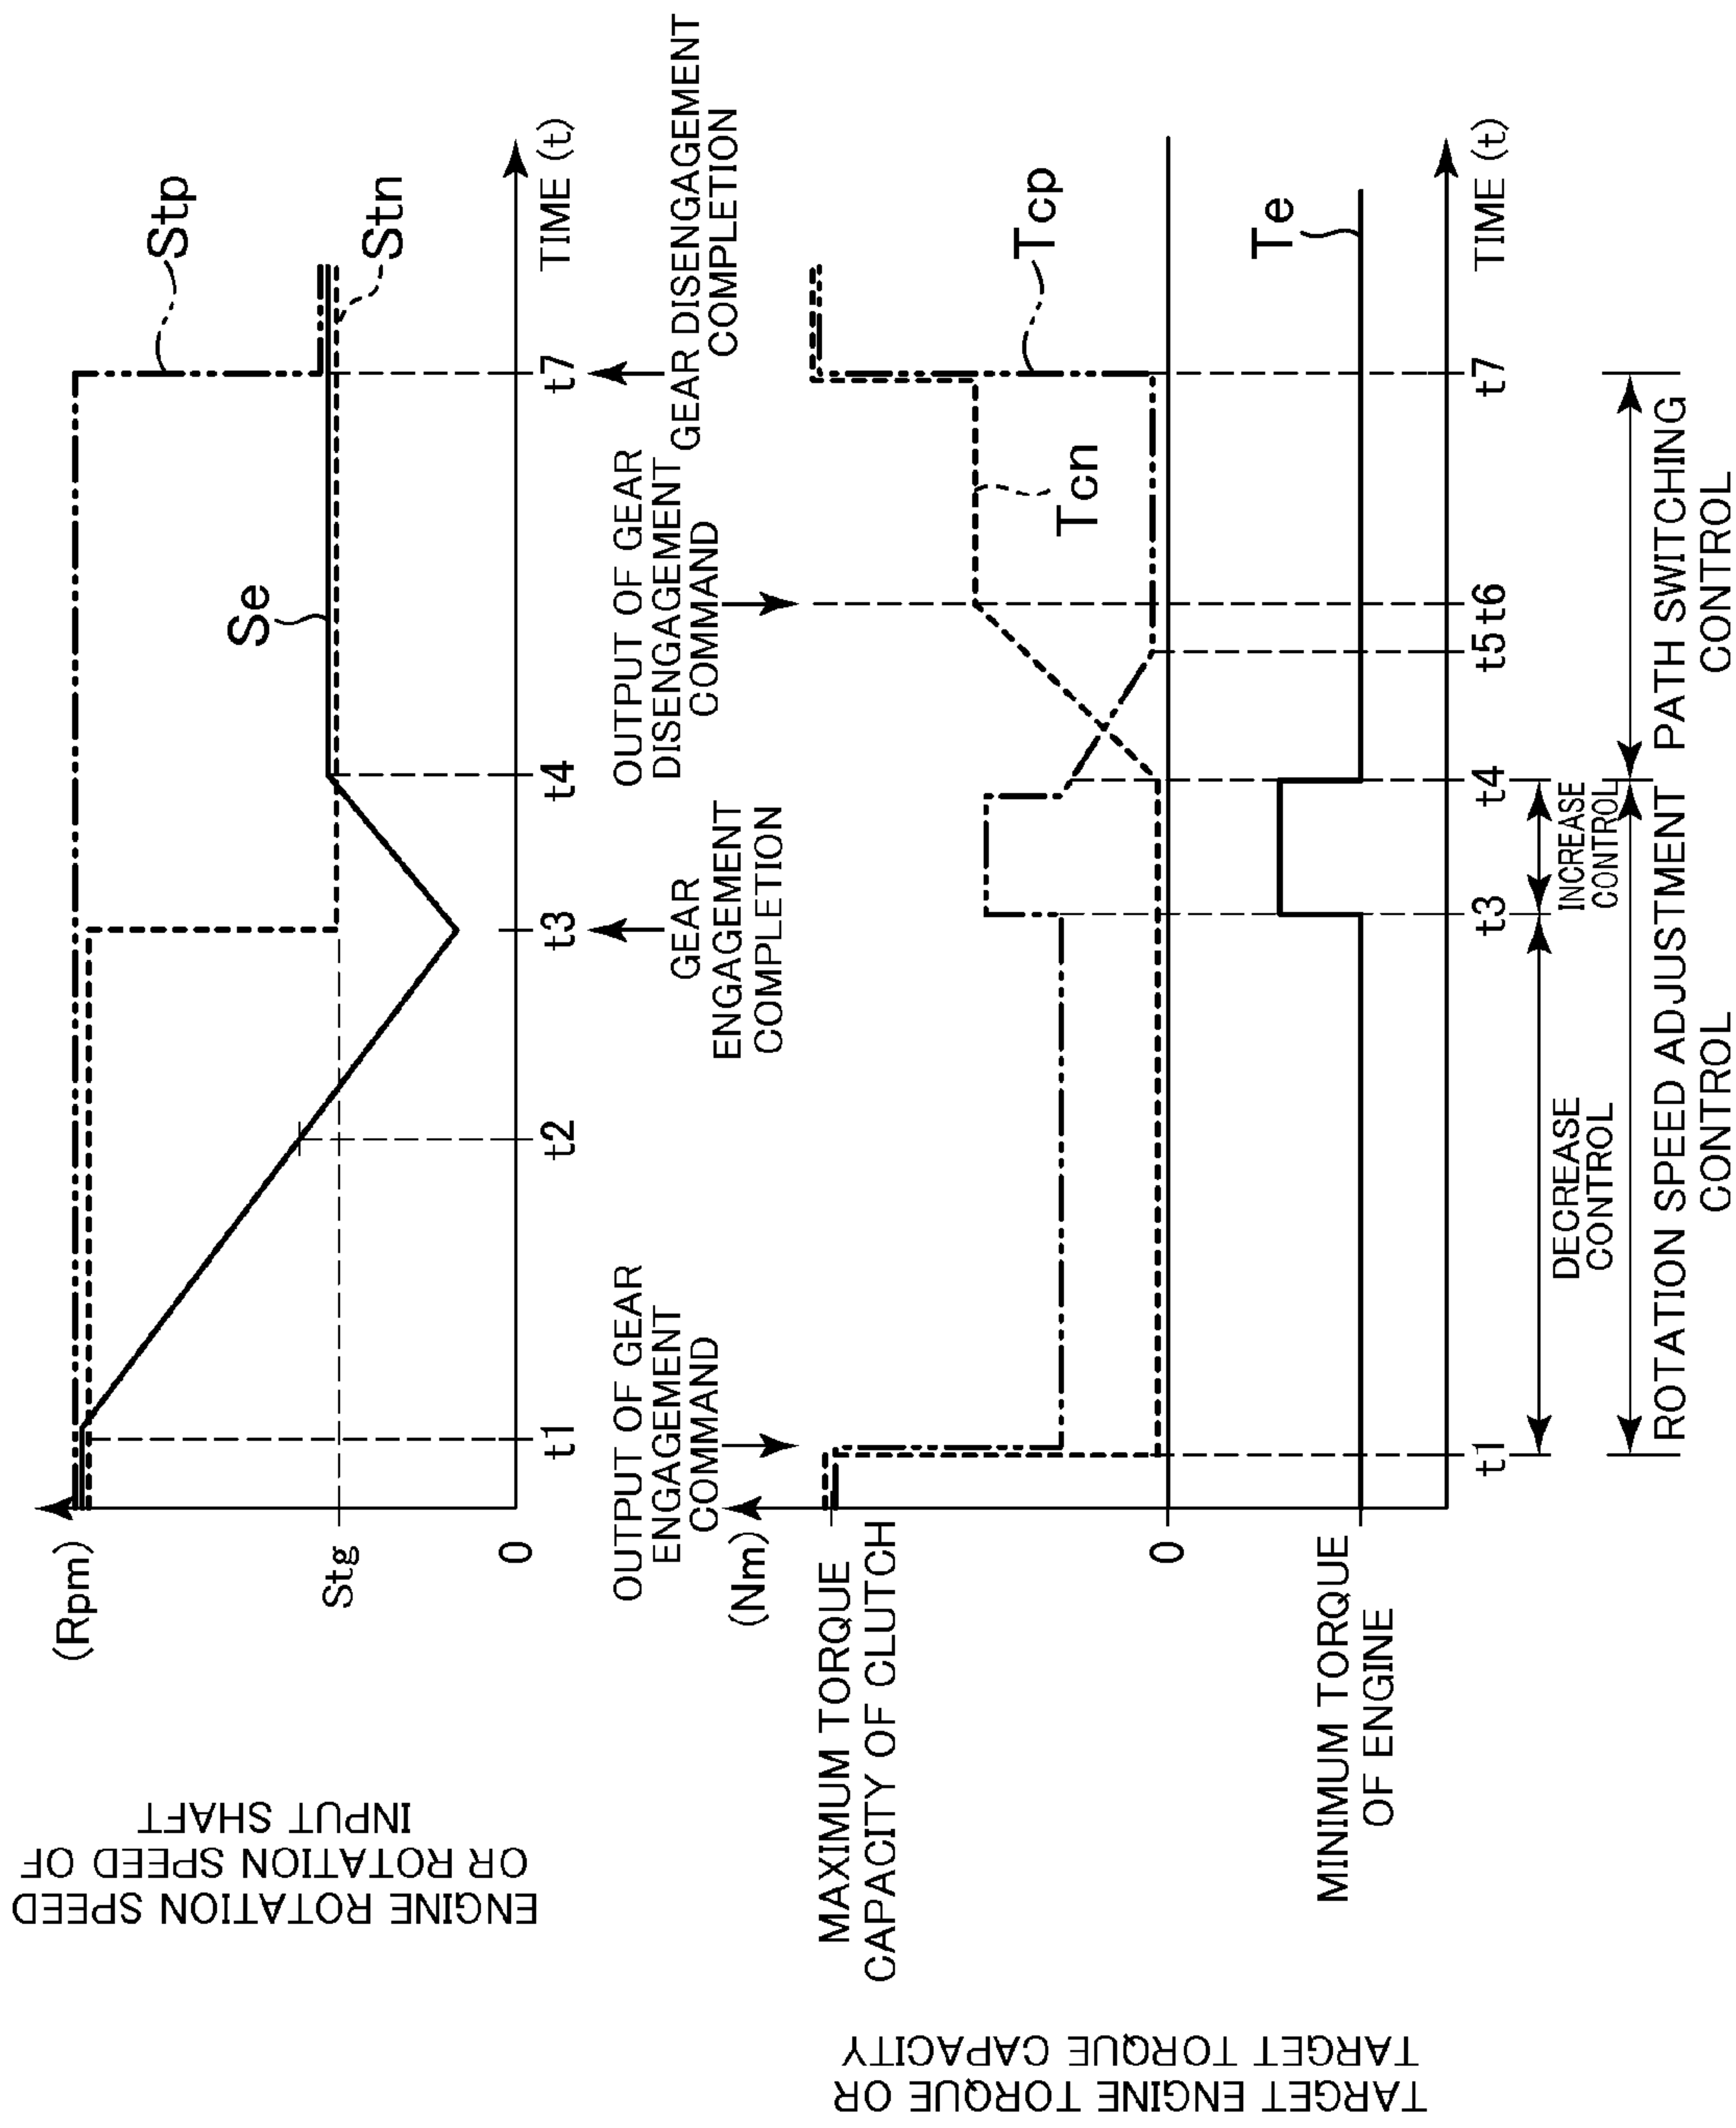 ENGINE ROTATION SPEED
OR ROTATION SPEED OF
INPUT SHAFT
(Rpm)
Stg
0
Se
Stp
Stn
t1
t2
t3
t4
t7
TIME (t)
OUTPUT OF GEAR
ENGAGEMENT
COMMAND
GEAR
ENGAGEMENT
COMPLETION
OUTPUT OF GEAR
DISENGAGEMENT
COMMAND
GEAR DISENGAGEMENT
COMPLETION
TARGET ENGINE TORQUE OR
TARGET TORQUE CAPACITY
(Nm)
MAXIMUM TORQUE
CAPACITY OF CLUTCH
0
MINIMUM TORQUE
OF ENGINE
Tcn
Tcp
Te
t1
t3
t4
t5
t6
t7
TIME (t)
DECREASE
CONTROL
INCREASE
CONTROL
ROTATION SPEED ADJUSTMENT
CONTROL
PATH SWITCHING
CONTROL